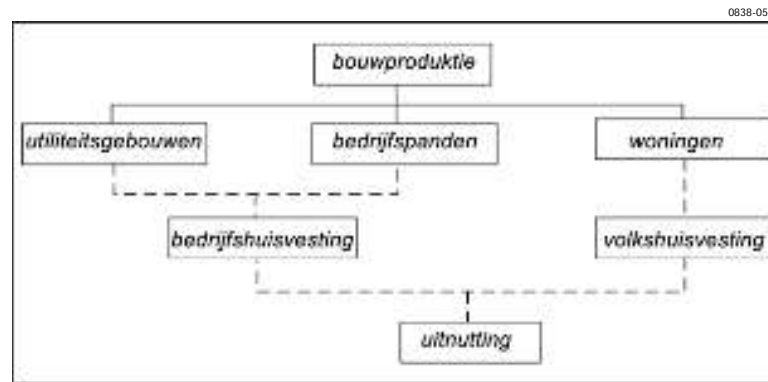 0838-05
bouwproduktie
utiliteitsgebouwen bedrijfspanden woningen
bedrijfshuisvesting volkshuisvesting
uitnutting